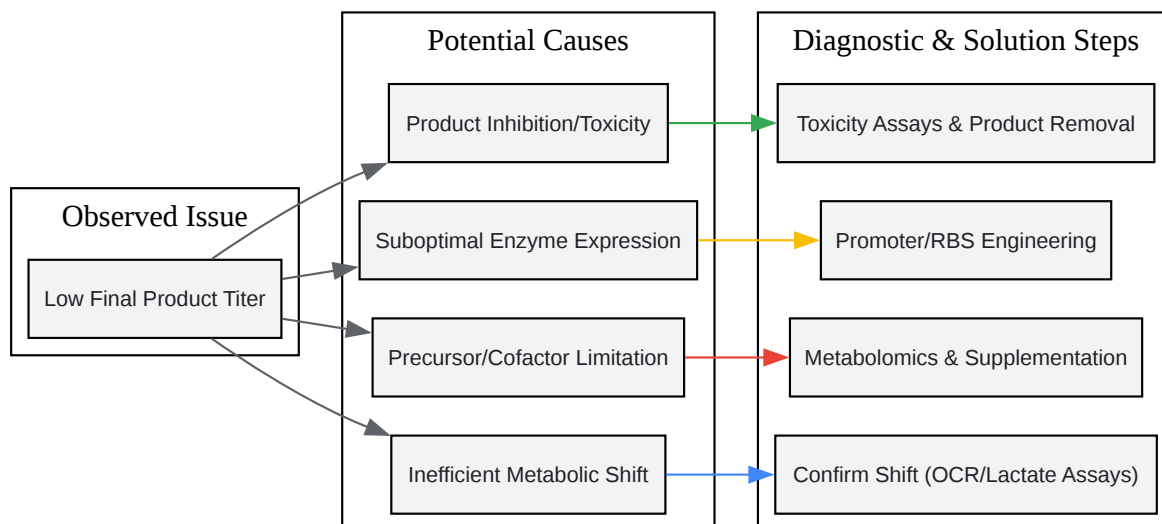 Observed Issue
Low Final Product Titer
Potential Causes
Product Inhibition/Toxicity
Suboptimal Enzyme Expression
Precursor/Cofactor Limitation
Inefficient Metabolic Shift
Diagnostic & Solution Steps
Toxicity Assays & Product Removal
Promoter/RBS Engineering
Metabolomics & Supplementation
Confirm Shift (OCR/Lactate Assays)